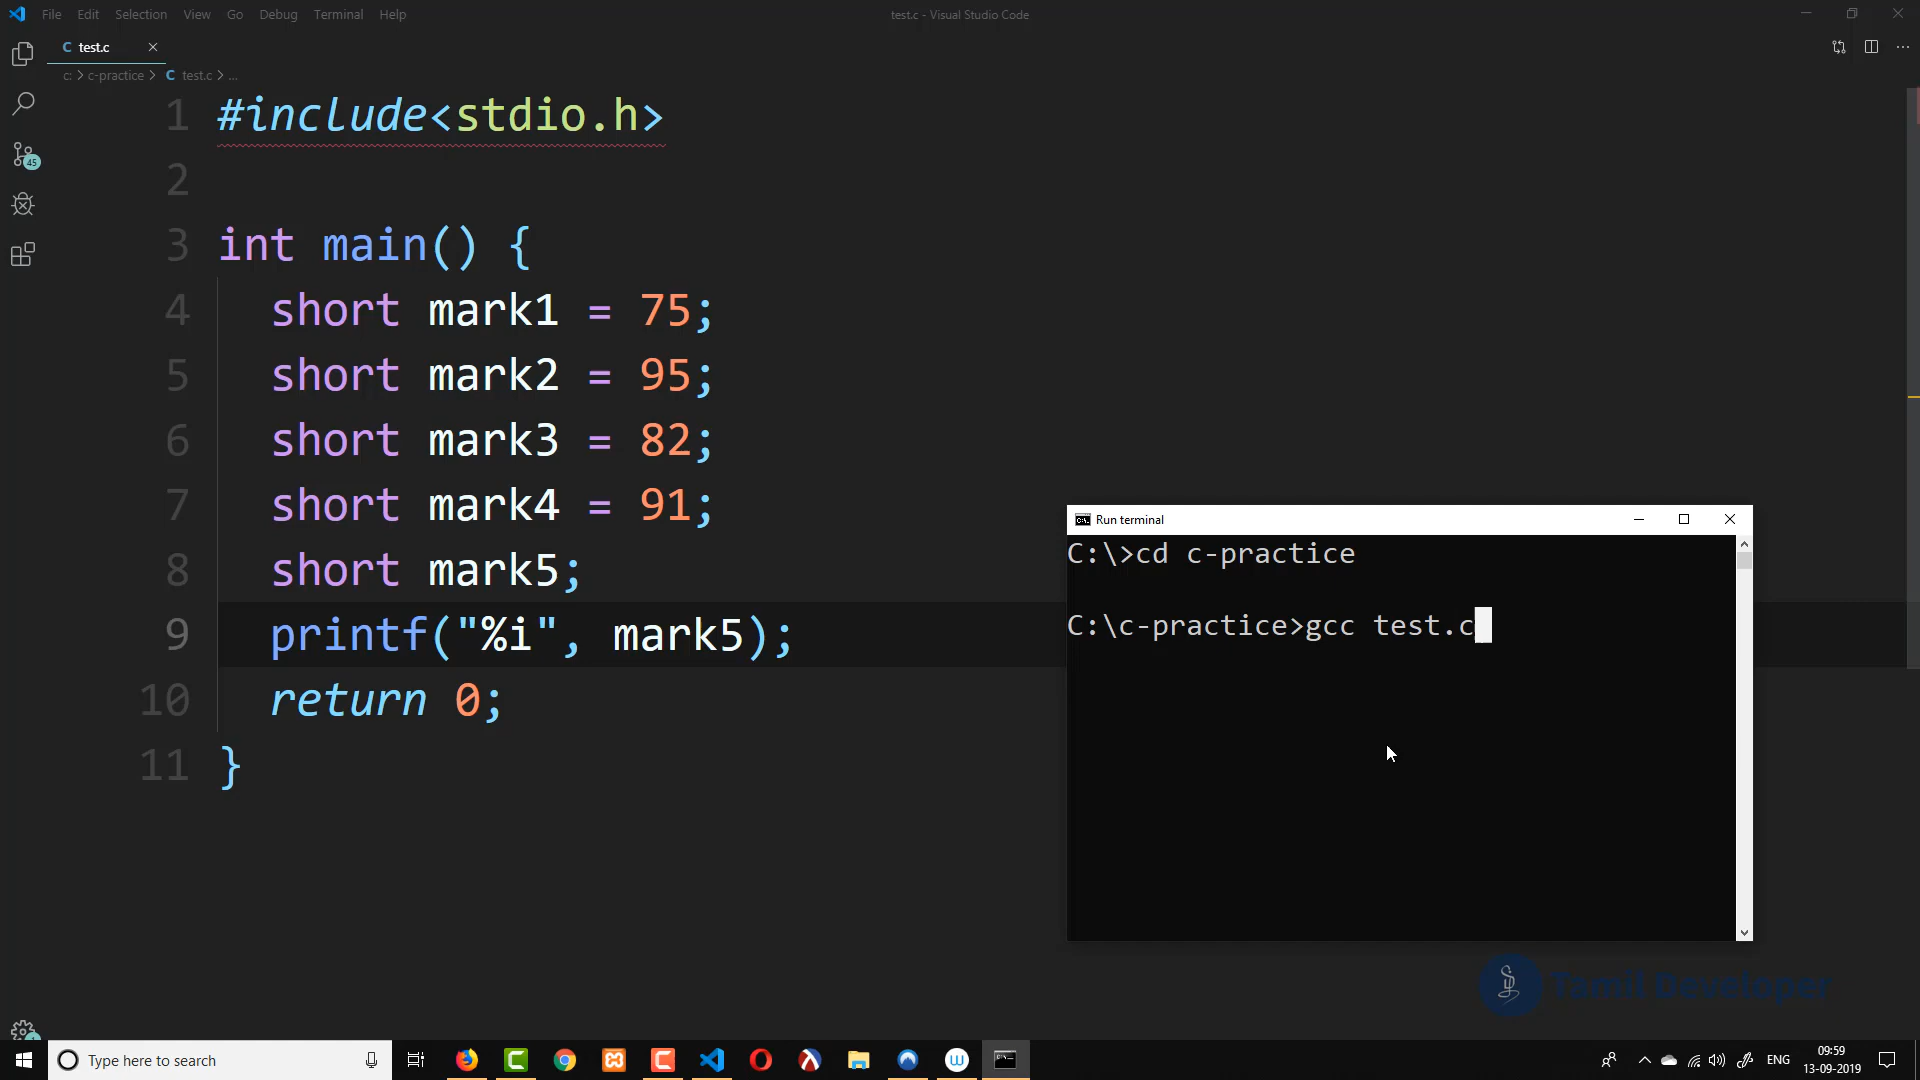 File Edit Selection View Go Debug Terminal Help
test.c - Visual Studio Code
C test.c
c: > c-practice > C test.c > ...
1 #include<stdio.h>
2
3 int main() {
4 short mark1 = 75;
5 short mark2 = 95;
6 short mark3 = 82;
7 short mark4 = 91;
8 short mark5;
9 printf("%i", mark5);
10 return 0;
11 }
45
Run terminal
C:\>cd c-practice
C:\c-practice>gcc test.c
Tamil Developer
Type here to search
ENG
09:59
13-09-2019